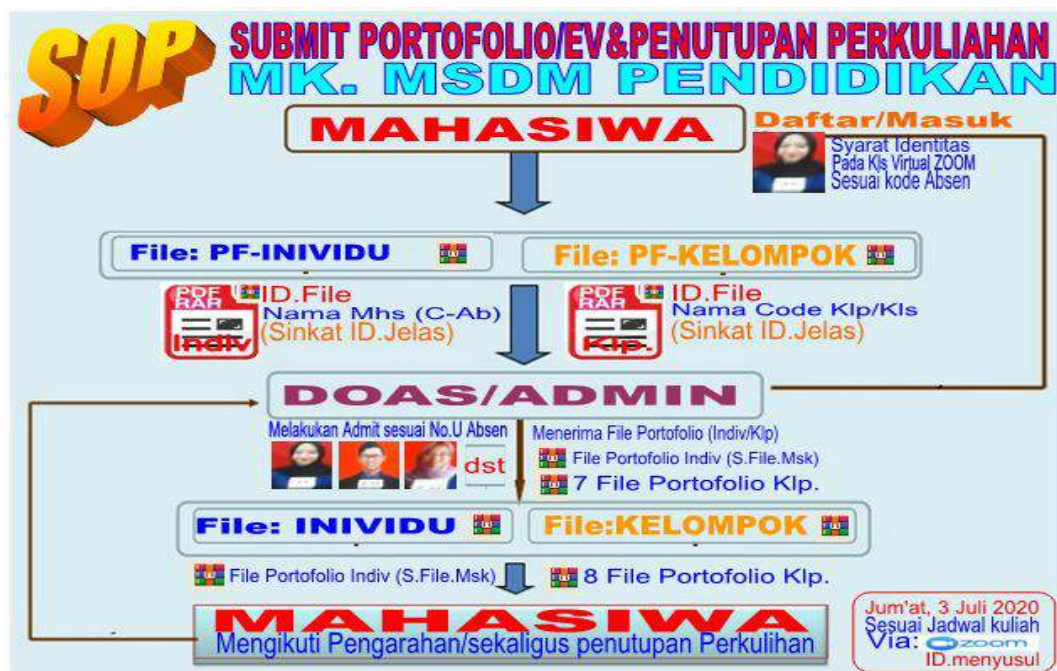 SOP
SUBMIT PORTOFOLIO/EV&PENUTUPAN PERKULIAHAN
MK. MSDM PENDIDIKAN
MAHASIWA
Daftar/Masuk
Syarat Identitas
Pada Kls Virtual ZOOM
Sesuai kode Absen
File: PF-INIVIDU
File: PF-KELOMPOK
PDF
RAR
Indiv
ID.File
Nama Mhs (C-Ab)
(Sinkat ID.Jelas)
PDF
RAR
Klp.
ID.File
Nama Code Klp/Kls
(Sinkat ID.Jelas)
DOAS/ADMIN
Melakukan Admit sesuai No.U Absen
dst
Menerima File Portofolio (Indiv/Klp)
File Portofolio Indiv (S.File.Msk)
7 File Portofolio Klp.
File: INIVIDU
File:KELOMPOK
File Portofolio Indiv (S.File.Msk)
8 File Portofolio Klp.
MAHASIWA
Mengikuti Pengarahan/sekaligus penutupan Perkulihan
Jum'at, 3 Juli 2020
Sesuai Jadwal kuliah
Via: zoom
ID.menyusul